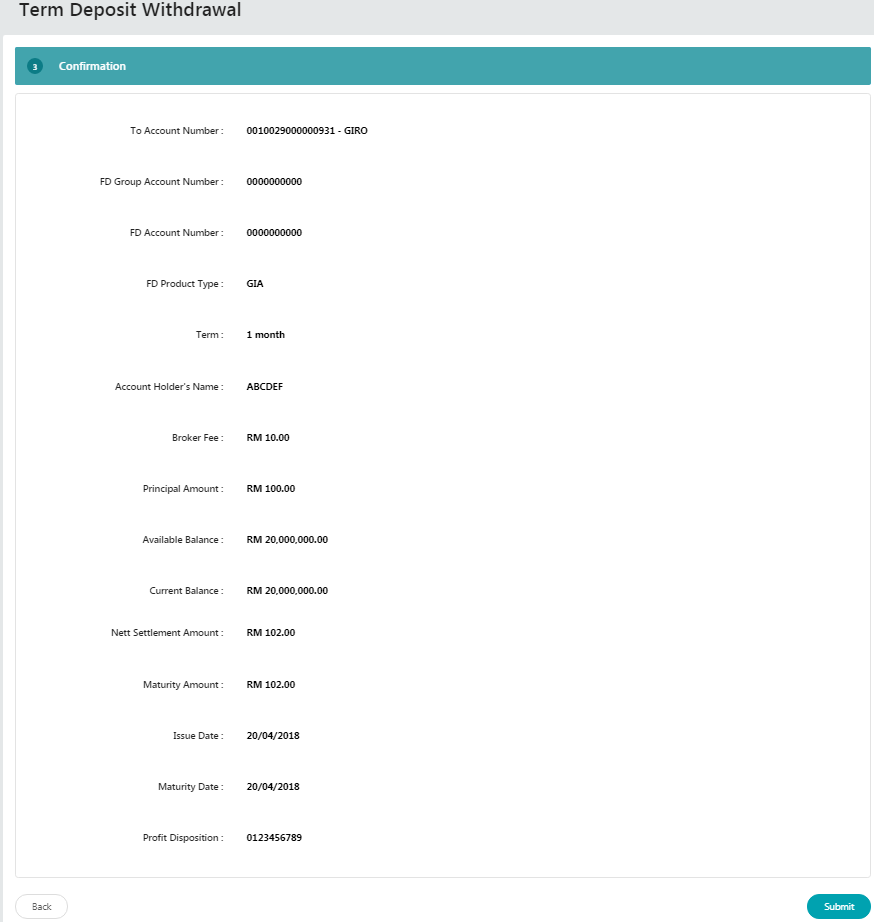 Term Deposit Withdrawal
3 Confirmation
To Account Number : 0010029000000931 - GIRO
FD Group Account Number : 0000000000
FD Account Number : 0000000000
FD Product Type : GIA
Term : 1 month
Account Holder's Name : ABCDEF
Broker Fee : RM 10.00
Principal Amount : RM 100.00
Available Balance : RM 20,000,000.00
Current Balance : RM 20,000,000.00
Nett Settlement Amount : RM 102.00
Maturity Amount : RM 102.00
Issue Date : 20/04/2018
Maturity Date : 20/04/2018
Profit Disposition : 0123456789
Back Submit